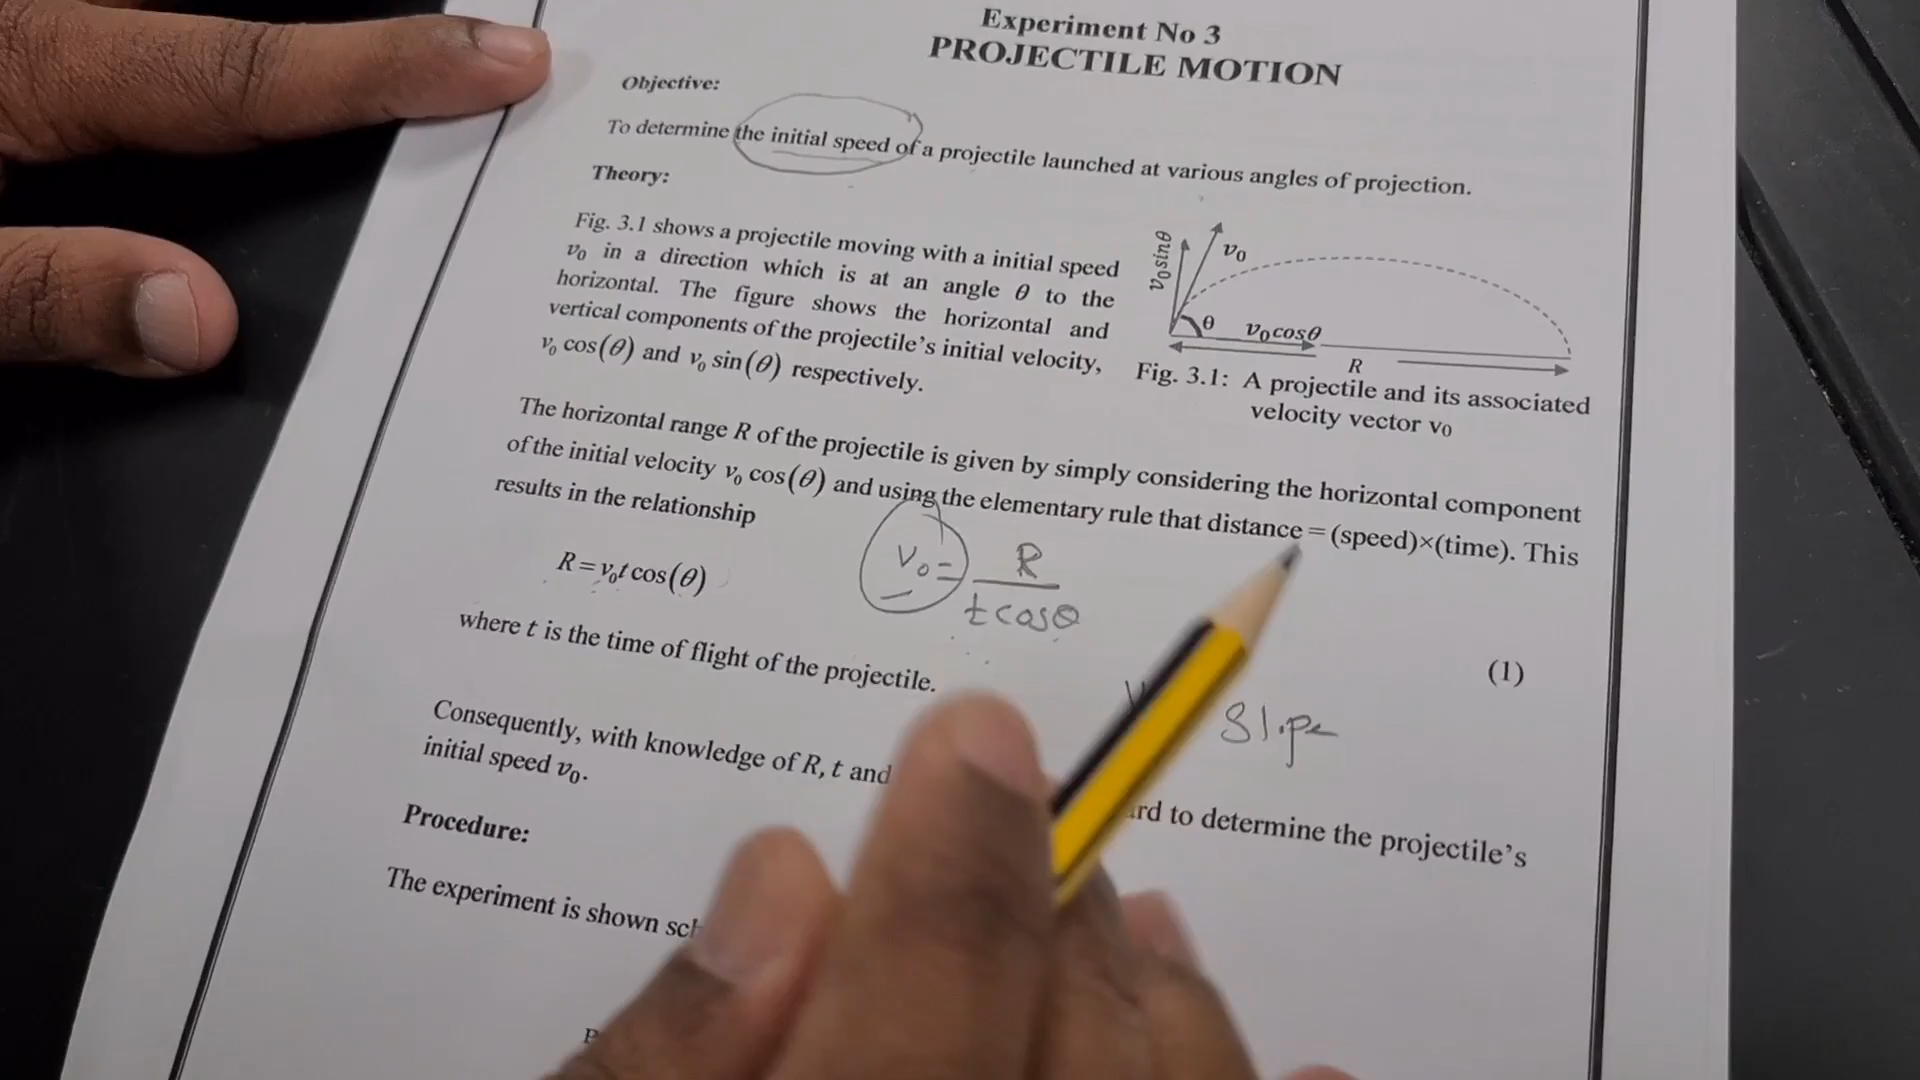 Experiment No 3
PROJECTILE MOTION
Objective:
To determine the initial speed of a projectile launched at various angles of projection.
Theory:
Fig. 3.1 shows a projectile moving with a initial speed
v₀ in a direction which is at an angle θ to the
horizontal. The figure shows the horizontal and
vertical components of the projectile's initial velocity,
v₀ cos(θ) and v₀ sin(θ) respectively.
v₀sinθ
v₀
θ
v₀cosθ
R
Fig. 3.1: A projectile and its associated
velocity vector v₀
The horizontal range R of the projectile is given by simply considering the horizontal component
of the initial velocity v₀ cos(θ) and using the elementary rule that distance = (speed)×(time). This
results in the relationship
R = v₀t cos(θ)
V₀ = R / t cosθ
(1)
where t is the time of flight of the projectile.
Slope
Consequently, with knowledge of R, t and
rd to determine the projectile's
initial speed v₀.
Procedure:
The experiment is shown